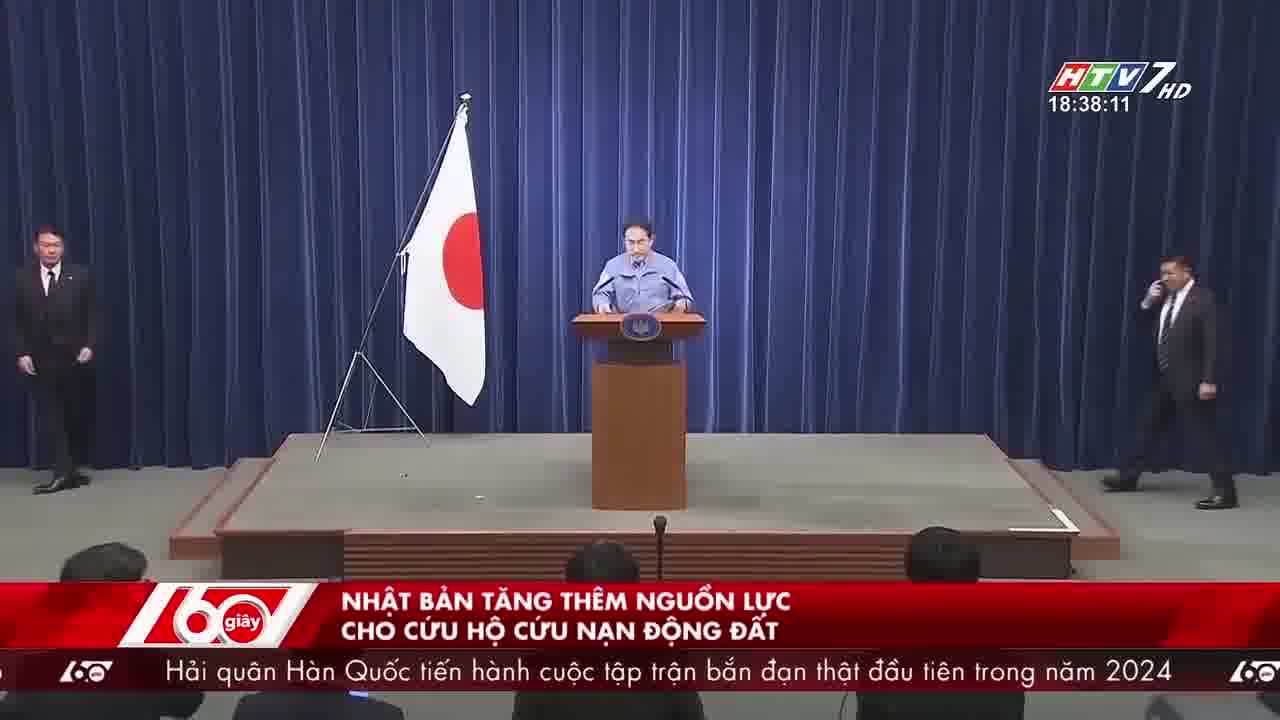 HTV7 HD
18:38:11
60 giây
NHẬT BẢN TĂNG THÊM NGUỒN LỰC
CHO CỨU HỘ CỨU NẠN ĐỘNG ĐẤT
60 giây Hải quân Hàn Quốc tiến hành cuộc tập trận bắn đạn thật đầu tiên trong năm 2024 60